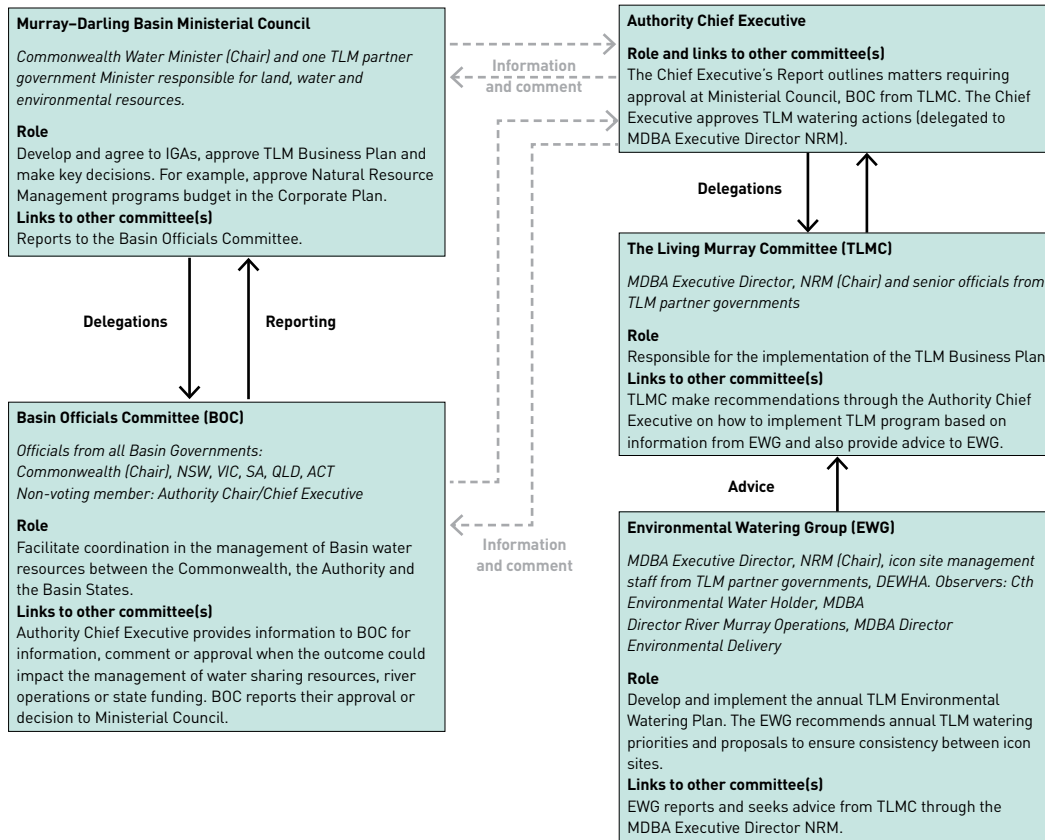 Murray–Darling Basin Ministerial Council
Commonwealth Water Minister (Chair) and one TLM partner
government Minister responsible for land, water and
environmental resources.
Role
Develop and agree to IGAs, approve TLM Business Plan and
make key decisions. For example, approve Natural Resource
Management programs budget in the Corporate Plan.
Links to other committee(s)
Reports to the Basin Officials Committee.
Information
and comment
Authority Chief Executive
Role and links to other committee(s)
The Chief Executive's Report outlines matters requiring
approval at Ministerial Council, BOC from TLMC. The Chief
Executive approves TLM watering actions (delegated to
MDBA Executive Director NRM).
Delegations
Reporting
Delegations
Basin Officials Committee (BOC)
Officials from all Basin Governments:
Commonwealth (Chair), NSW, VIC, SA, QLD, ACT
Non-voting member: Authority Chair/Chief Executive
Role
Facilitate coordination in the management of Basin water
resources between the Commonwealth, the Authority and
the Basin States.
Links to other committee(s)
Authority Chief Executive provides information to BOC for
information, comment or approval when the outcome could
impact the management of water sharing resources, river
operations or state funding. BOC reports their approval or
decision to Ministerial Council.
Information
and comment
The Living Murray Committee (TLMC)
MDBA Executive Director, NRM (Chair) and senior officials from
TLM partner governments
Role
Responsible for the implementation of the TLM Business Plan
Links to other committee(s)
TLMC make recommendations through the Authority Chief
Executive on how to implement TLM program based on
information from EWG and also provide advice to EWG.
Advice
Environmental Watering Group (EWG)
MDBA Executive Director, NRM (Chair), icon site management
staff from TLM partner governments, DEWHA. Observers: Cth
Environmental Water Holder, MDBA
Director River Murray Operations, MDBA Director
Environmental Delivery
Role
Develop and implement the annual TLM Environmental
Watering Plan. The EWG recommends annual TLM watering
priorities and proposals to ensure consistency between icon
sites.
Links to other committee(s)
EWG reports and seeks advice from TLMC through the
MDBA Executive Director NRM.